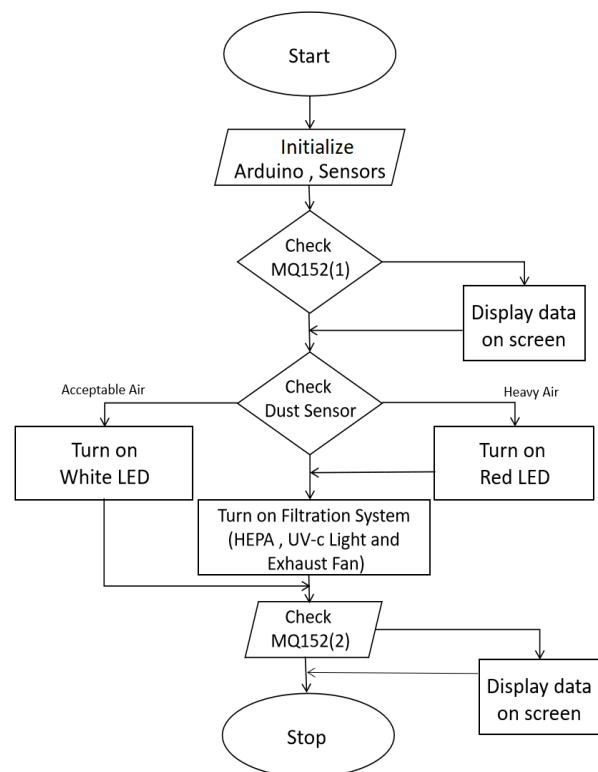 Start
Initialize
Arduino , Sensors
Check
MQ152(1)
Display data
on screen
Check
Dust Sensor
Acceptable Air
Heavy Air
Turn on
White LED
Turn on
Red LED
Turn on Filtration System
(HEPA , UV-c Light and
Exhaust Fan)
Check
MQ152(2)
Display data
on screen
Stop